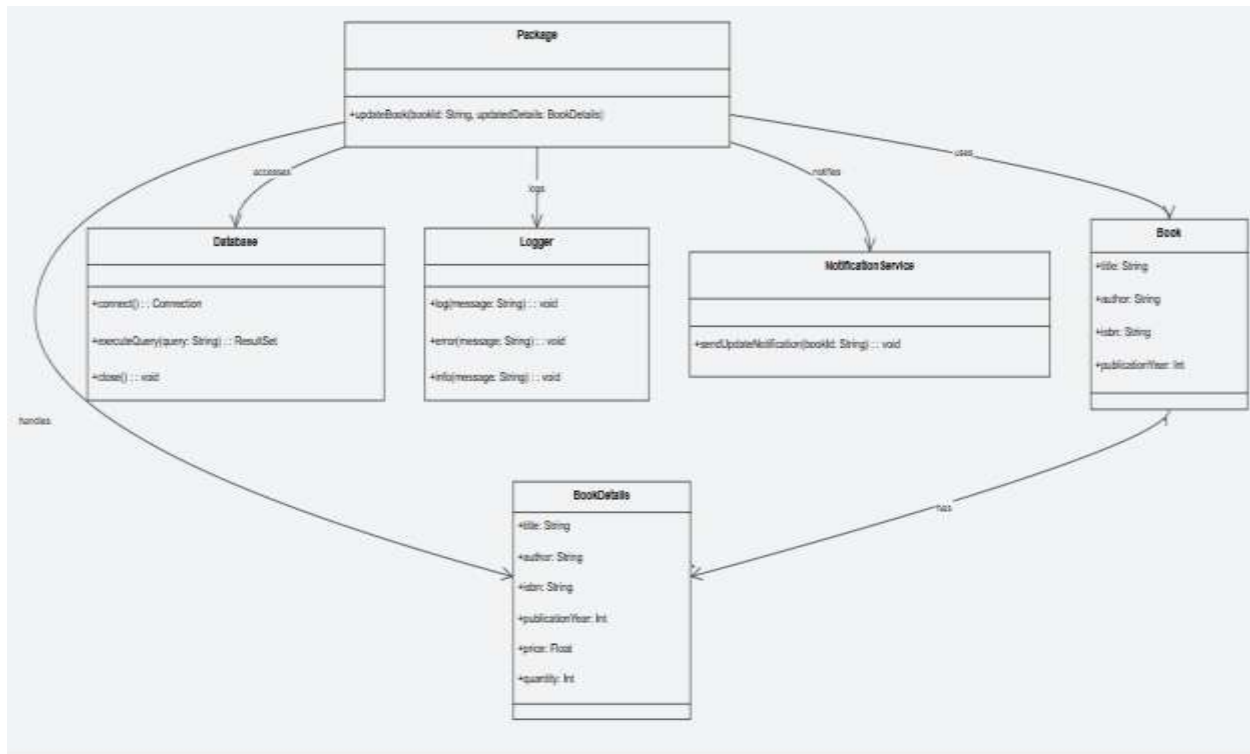 Package
+updateBook(bookId: String, updatedDetails: BookDetails)
accesses
logs
notifies
uses
Database
+connect() : : Connection
+executeQuery(query: String) : : ResultSet
+close() : : void
Logger
+log(message: String) : : void
+error(message: String) : : void
+info(message: String) : : void
NotificationService
+sendUpdateNotification(bookId: String) : : void
Book
+title: String
+author: String
+isbn: String
+publicationYear: Int
handles
1
has
*
BookDetails
+title: String
+author: String
+isbn: String
+publicationYear: Int
+price: Float
+quantity: Int